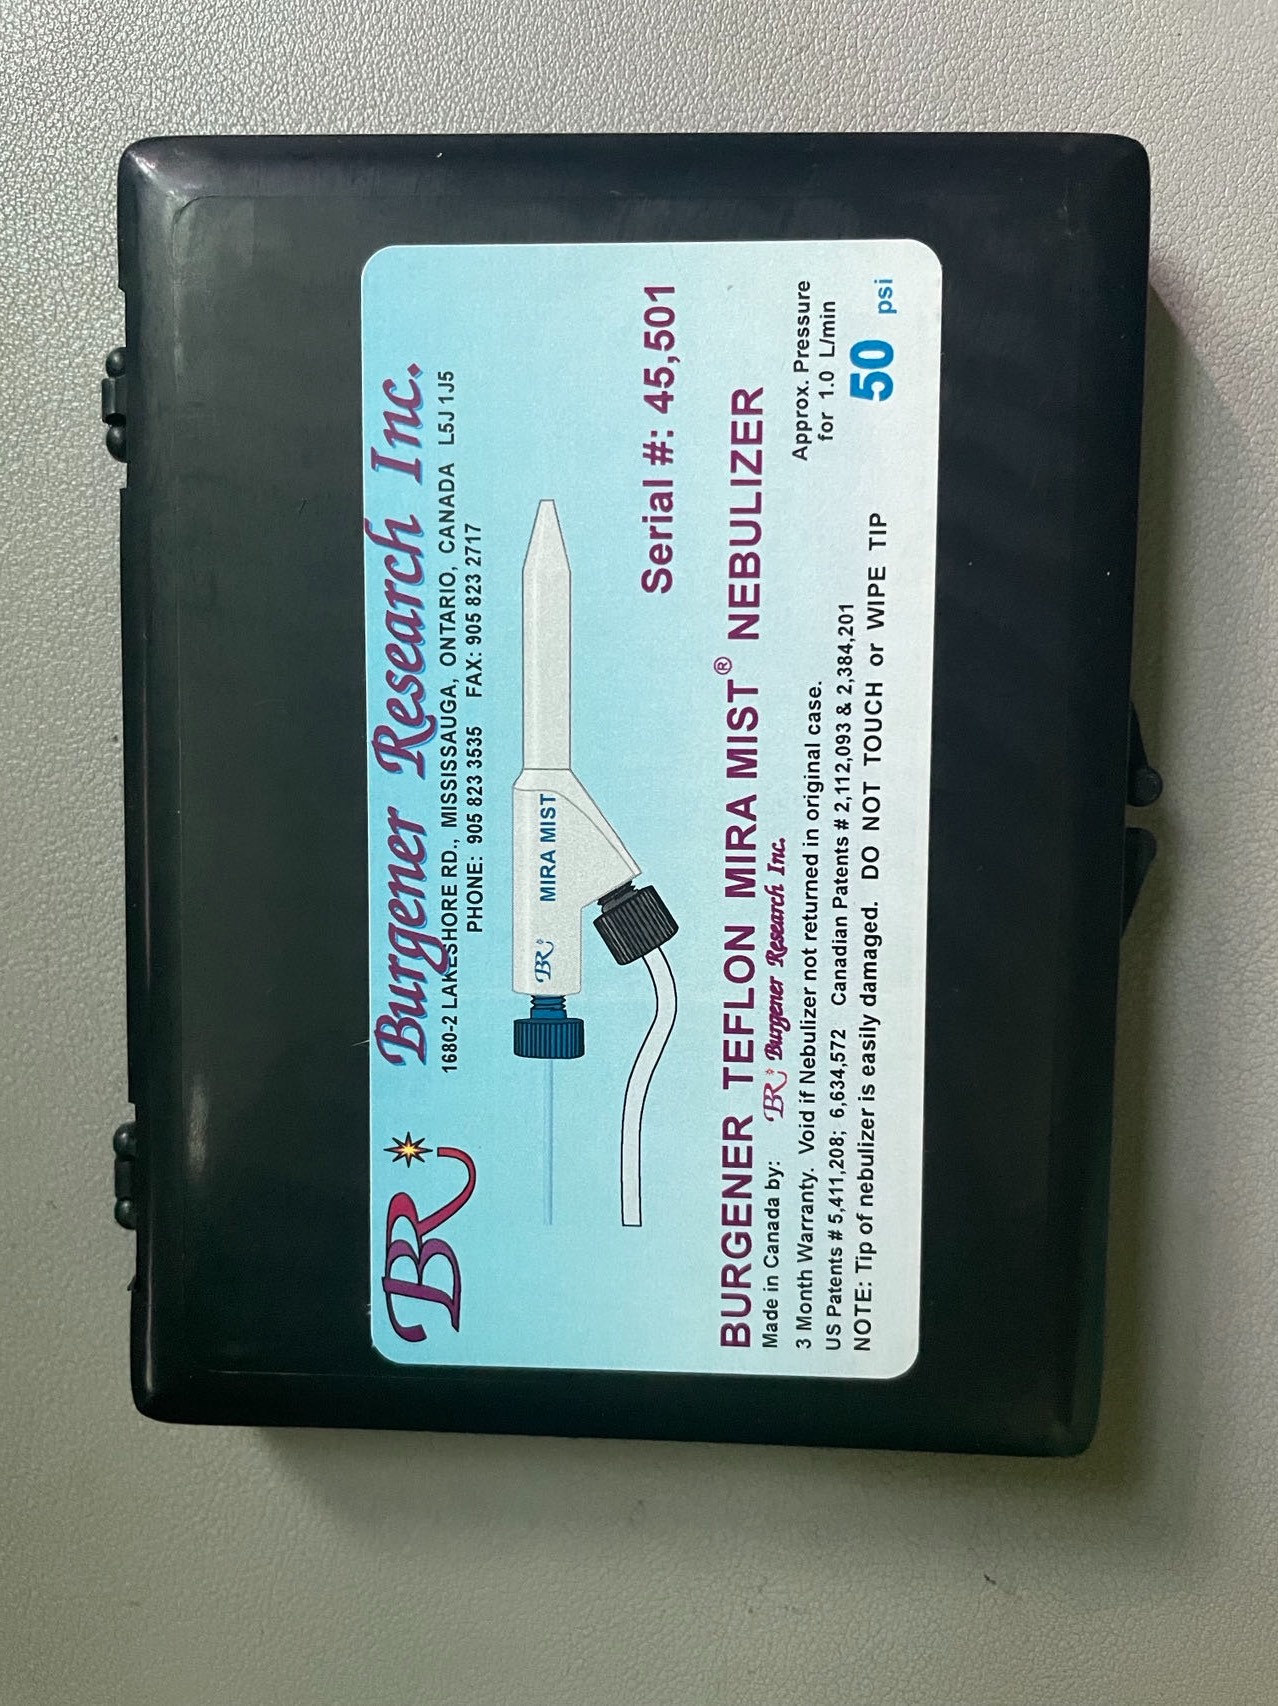 BR
Burgener Research Inc.
1680-2 LAKESHORE RD., MISSISSAUGA, ONTARIO, CANADA L5J 1J5
PHONE: 905 823 3535 FAX: 905 823 2717
BR MIRA MIST
Serial #: 45,501
BURGENER TEFLON MIRA MIST® NEBULIZER
Made in Canada by: BR Burgener Research Inc.
3 Month Warranty. Void if Nebulizer not returned in original case.
US Patents # 5,411,208; 6,634,572 Canadian Patents # 2,112,093 & 2,384,201
NOTE: Tip of nebulizer is easily damaged. DO NOT TOUCH or WIPE TIP
Approx. Pressure
for 1.0 L/min
50 psi